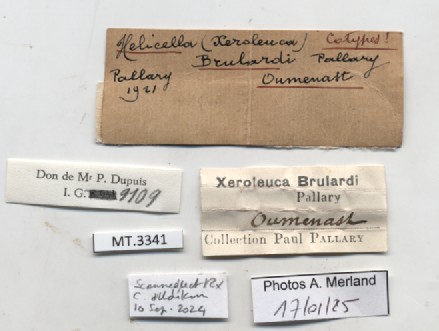 Helicella (Xeroleuca) Cotypes!
Brulardi Pallary
Pallary Oumenast
1921
Don de Mr P. Dupuis
I. G. 9109
MT.3341
Xeroleuca Brulardi
Pallary
Oumenast
Collection Paul PALLARY
10 Sep. 2024
Photos A. Merland
17/01/25